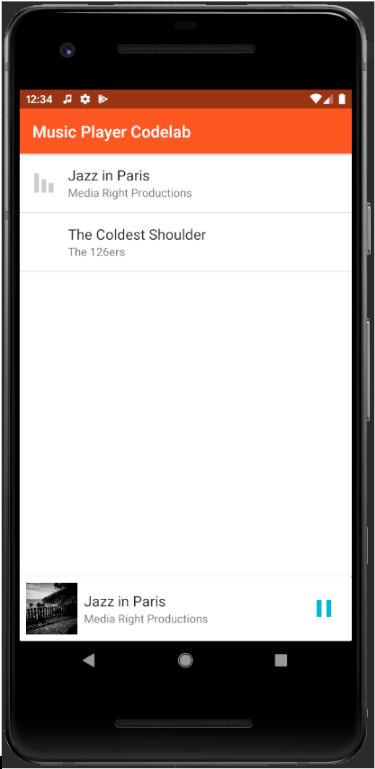 12:34
Music Player Codelab
Jazz in Paris
Media Right Productions
The Coldest Shoulder
The 126ers
Jazz in Paris
Media Right Productions